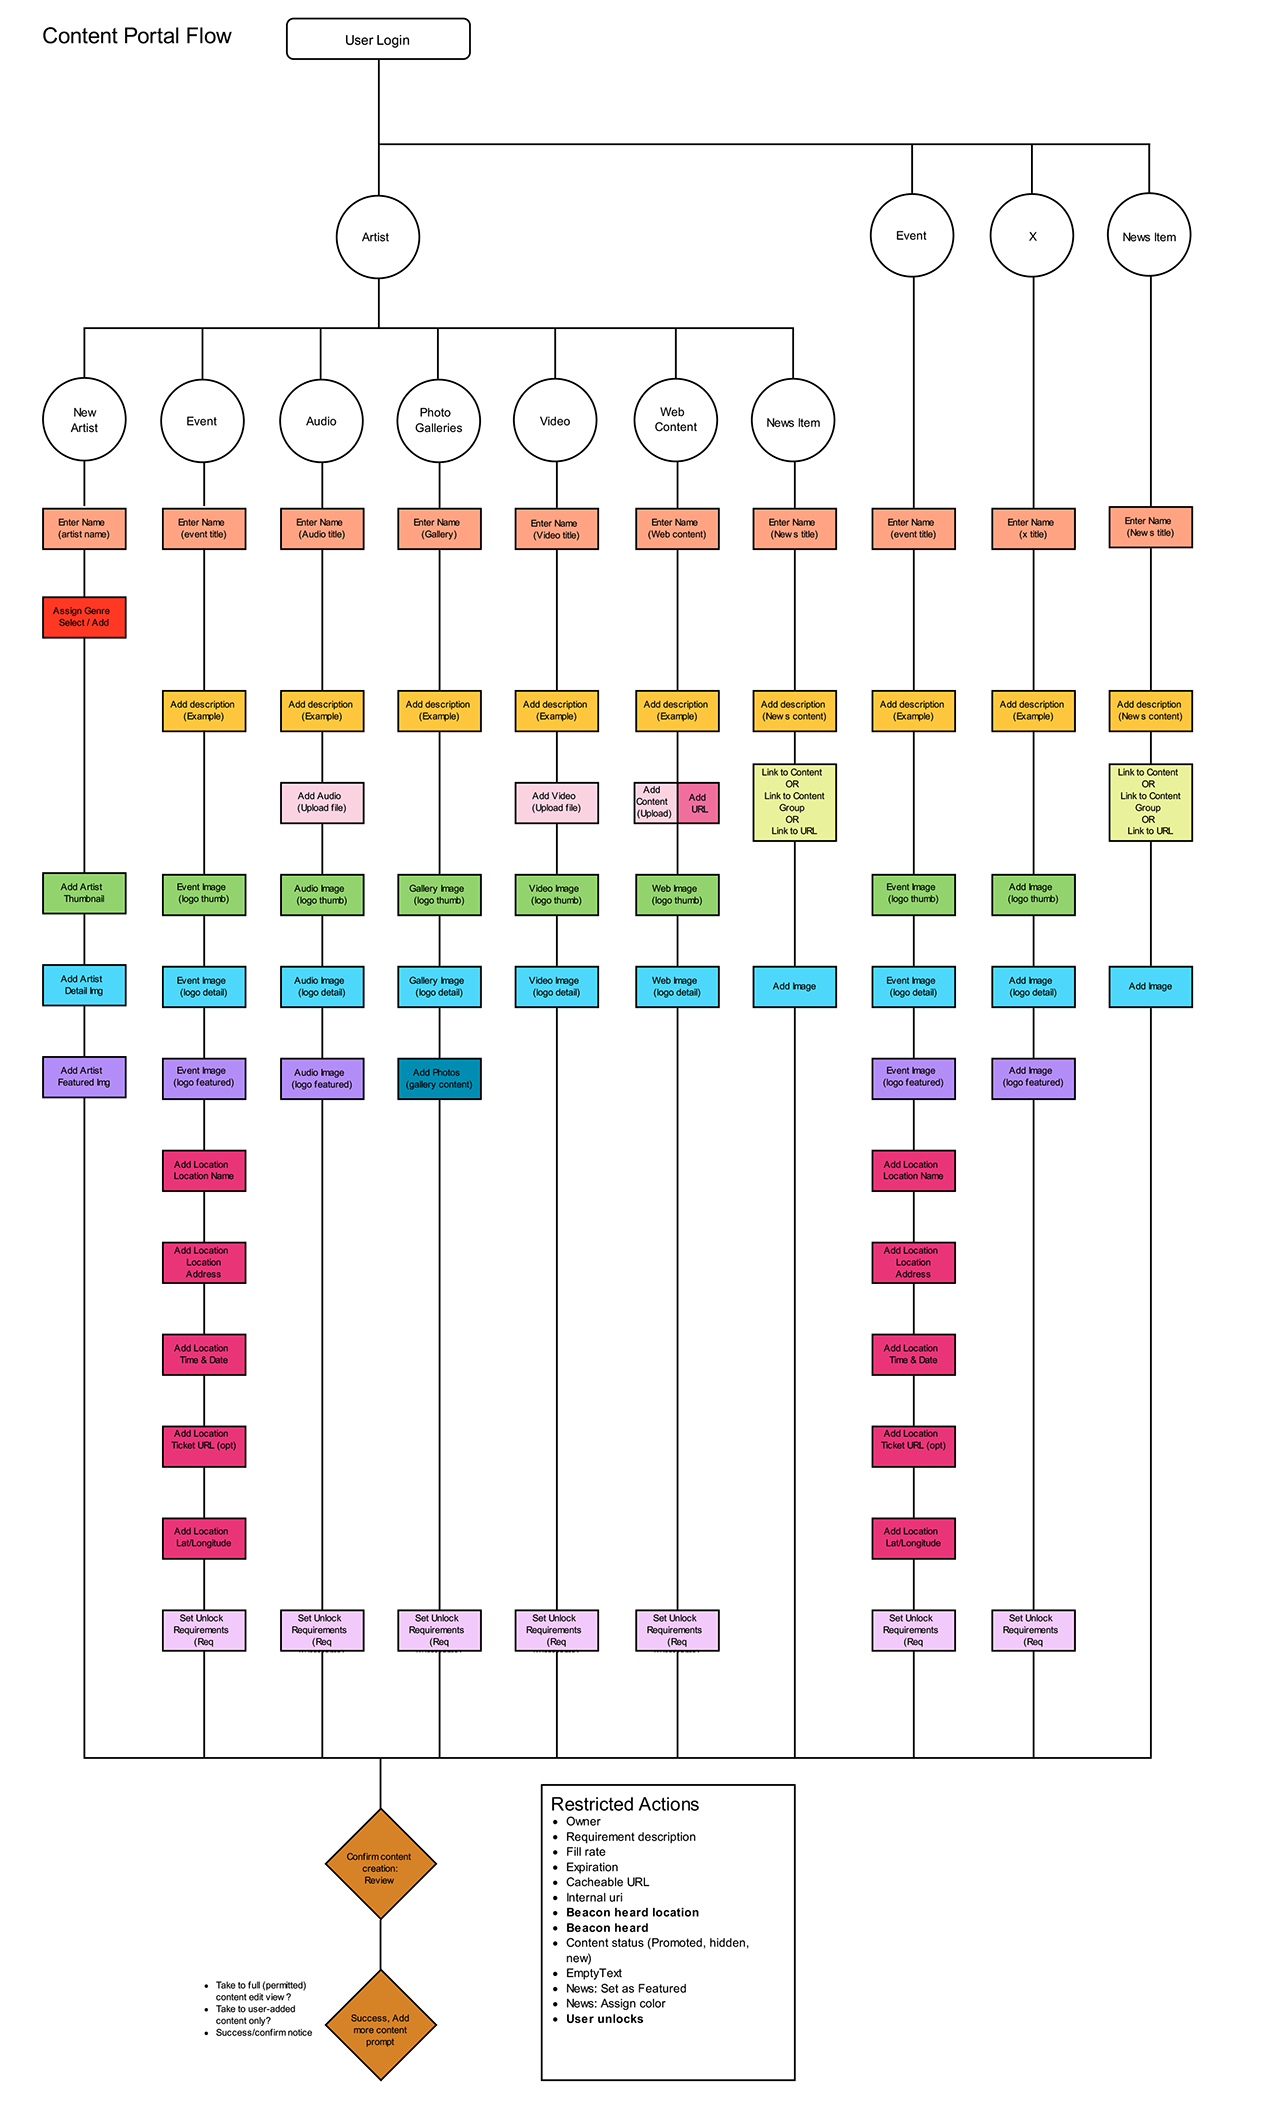 Content Portal Flow
User Login
Artist
Event
X
News Item
New
Artist
Event
Audio
Photo
Galleries
Video
Web
Content
News Item
Enter Name
(artist name)
Enter Name
(event title)
Enter Name
(Audio title)
Enter Name
(Gallery)
Enter Name
(Video title)
Enter Name
(Web content)
Enter Name
(News title)
Enter Name
(event title)
Enter Name
(x title)
Enter Name
(News title)
Assign Genre
Select / Add
Add description
(Example)
Add description
(Example)
Add description
(Example)
Add description
(Example)
Add description
(Example)
Add description
(News content)
Add description
(Example)
Add description
(Example)
Add description
(News content)
Add Audio
(Upload file)
Add Video
(Upload file)
Add
Content
(Upload)
Add
URL
Link to Content
OR
Link to Content
Group
OR
Link to URL
Link to Content
OR
Link to Content
Group
OR
Link to URL
Add Artist
Thumbnail
Event Image
(logo thumb)
Audio Image
(logo thumb)
Gallery Image
(logo thumb)
Video Image
(logo thumb)
Web Image
(logo thumb)
Event Image
(logo thumb)
Add Image
(logo thumb)
Add Artist
Detail Img
Event Image
(logo detail)
Audio Image
(logo detail)
Gallery Image
(logo detail)
Video Image
(logo detail)
Web Image
(logo detail)
Add Image
Event Image
(logo detail)
Add Image
(logo detail)
Add Image
Add Artist
Featured Img
Event Image
(logo featured)
Audio Image
(logo featured)
Add Photos
(gallery content)
Event Image
(logo featured)
Add Image
(logo featured)
Add Location
Location Name
Add Location
Location Name
Add Location
Location
Address
Add Location
Location
Address
Add Location
Time & Date
Add Location
Time & Date
Add Location
Ticket URL (opt)
Add Location
Ticket URL (opt)
Add Location
Lat/Longitude
Add Location
Lat/Longitude
Set Unlock
Requirements
(Req
Set Unlock
Requirements
(Req
Set Unlock
Requirements
(Req
Set Unlock
Requirements
(Req
Set Unlock
Requirements
(Req
Set Unlock
Requirements
(Req
Set Unlock
Requirements
(Req
Confirm content
creation:
Review
• Take to full (permitted)
content edit view ?
• Take to user-added
content only?
• Success/confirm notice
Success, Add
more content
prompt
Restricted Actions
• Owner
• Requirement description
• Fill rate
• Expiration
• Cacheable URL
• Internal uri
• Beacon heard location
• Beacon heard
• Content status (Promoted, hidden,
new)
• EmptyText
• News: Set as Featured
• News: Assign color
• User unlocks